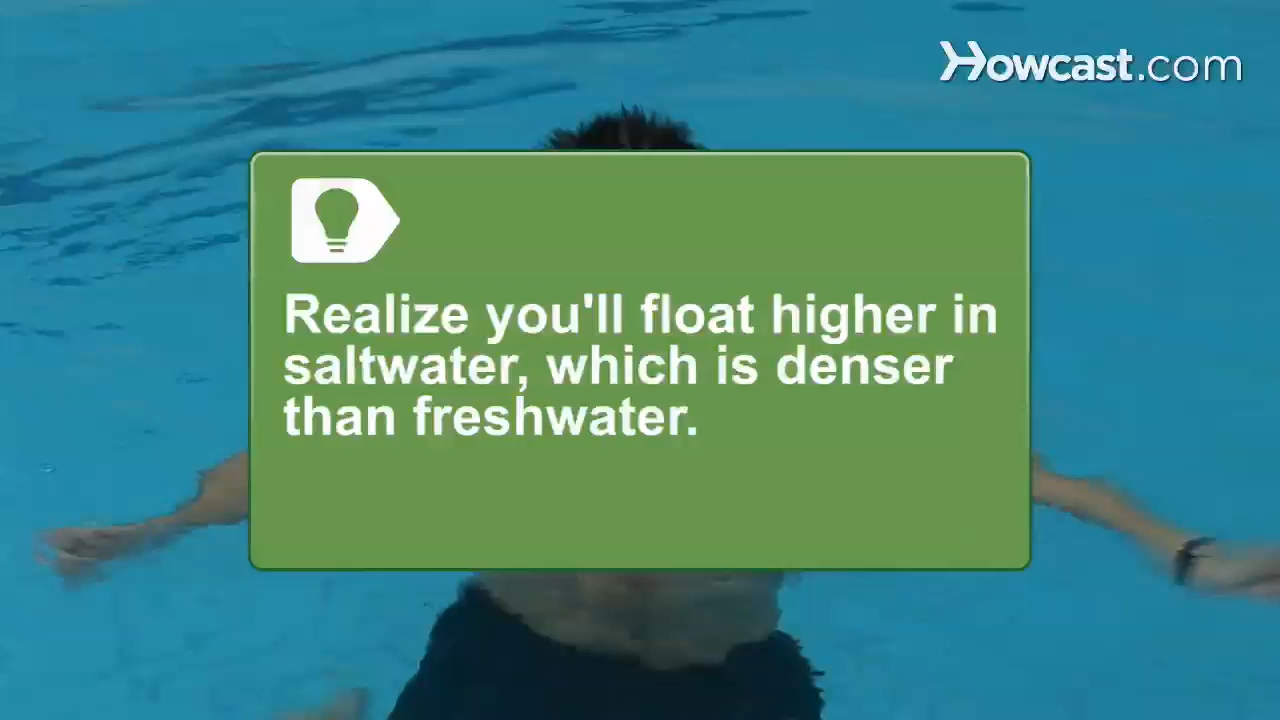 Howcast.com
Realize you'll float higher in
saltwater, which is denser
than freshwater.